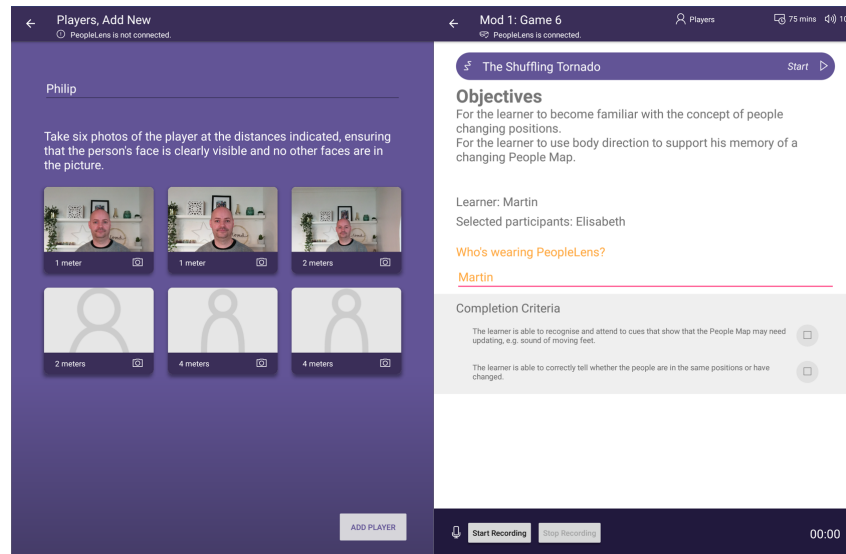 Players, Add New
PeopleLens is not connected.
Philip
Take six photos of the player at the distances indicated, ensuring
that the person's face is clearly visible and no other faces are in
the picture.
1 meter
1 meter
2 meters
2 meters
4 meters
4 meters
ADD PLAYER
Mod 1: Game 6
PeopleLens is connected.
Players
75 mins
10
The Shuffling Tornado
Start
Objectives
For the learner to become familiar with the concept of people
changing positions.
For the learner to use body direction to support his memory of a
changing People Map.
Learner: Martin
Selected participants: Elisabeth
Who's wearing PeopleLens?
Martin
Completion Criteria
The learner is able to recognise and attend to cues that show that the People Map may need
updating, e.g. sound of moving feet.
The learner is able to correctly tell whether the people are in the same positions or have
changed.
Start Recording
Stop Recording
00:00